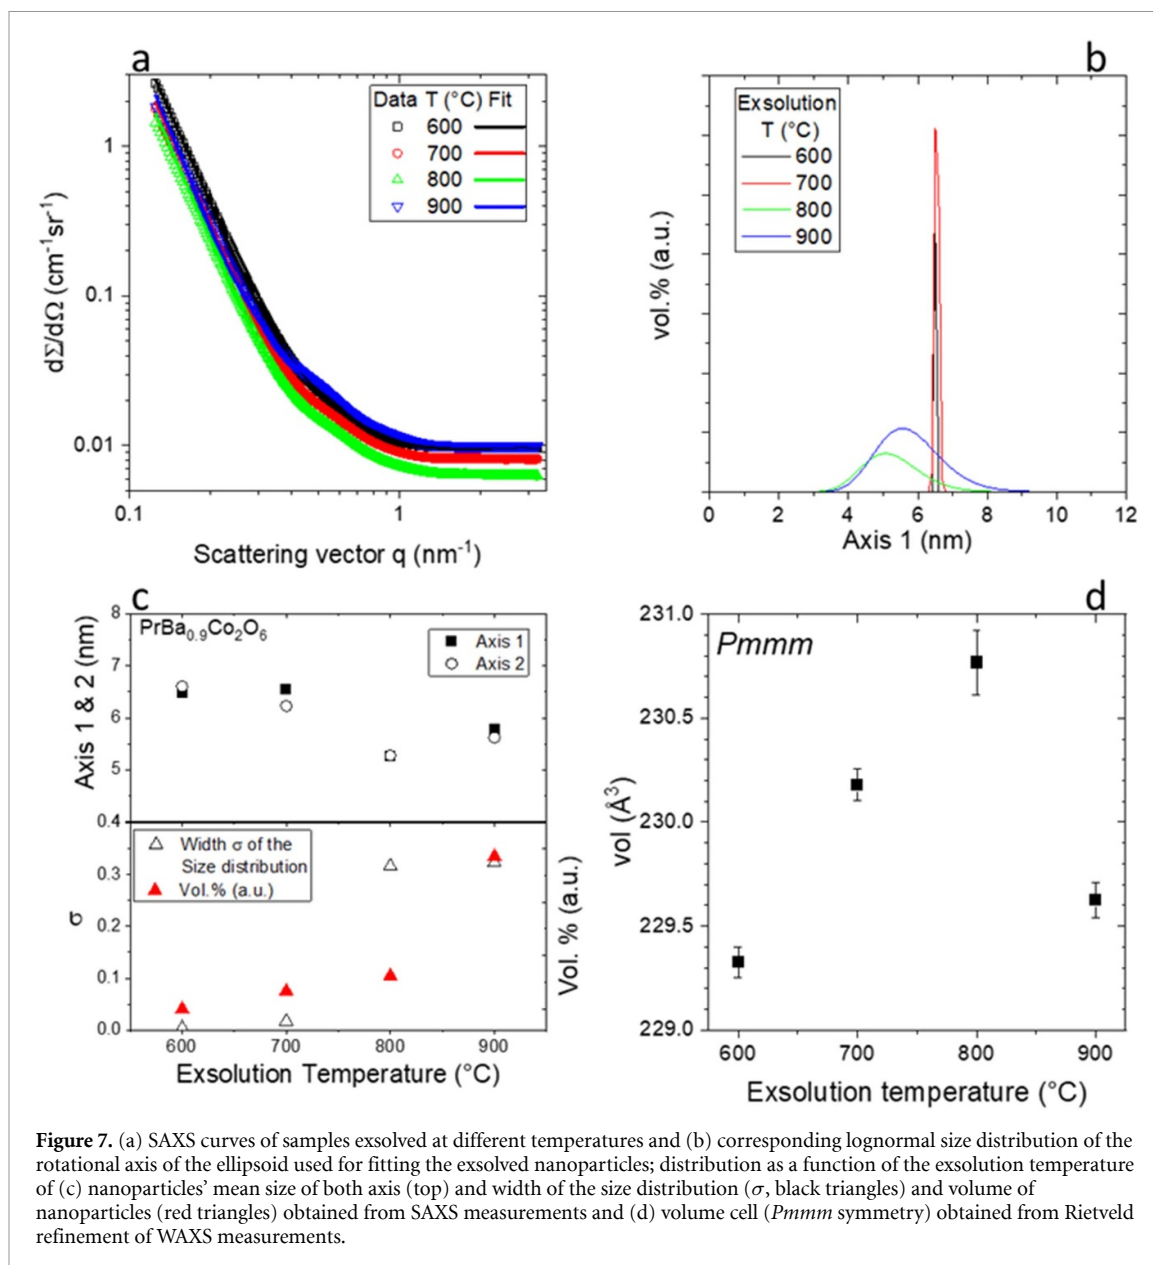 a
dΣ/dΩ (cm⁻¹sr⁻¹)
1
0.1
0.01
0.1
1
Scattering vector q (nm⁻¹)
Data T (°C) Fit
600
700
800
900
b
vol.% (a.u.)
Exsolution
T (°C)
600
700
800
900
0 2 4 6 8 10 12
Axis 1 (nm)
c
PrBa₀.₉Co₂O₆
Axis 1 & 2 (nm)
8
7
6
5
0.4
Axis 1
Axis 2
σ
0.3
0.2
0.1
0.0
Width σ of the
Size distribution
Vol.% (a.u.)
Vol. % (a.u.)
600 700 800 900
Exsolution Temperature (°C)
d
Pmmm
vol (Å³)
231.0
230.5
230.0
229.5
229.0
600 700 800 900
Exsolution temperature (°C)
Figure 7. (a) SAXS curves of samples exsolved at different temperatures and (b) corresponding lognormal size distribution of the
rotational axis of the ellipsoid used for fitting the exsolved nanoparticles; distribution as a function of the exsolution temperature
of (c) nanoparticles’ mean size of both axis (top) and width of the size distribution (σ, black triangles) and volume of
nanoparticles (red triangles) obtained from SAXS measurements and (d) volume cell (Pmmm symmetry) obtained from Rietveld
refinement of WAXS measurements.